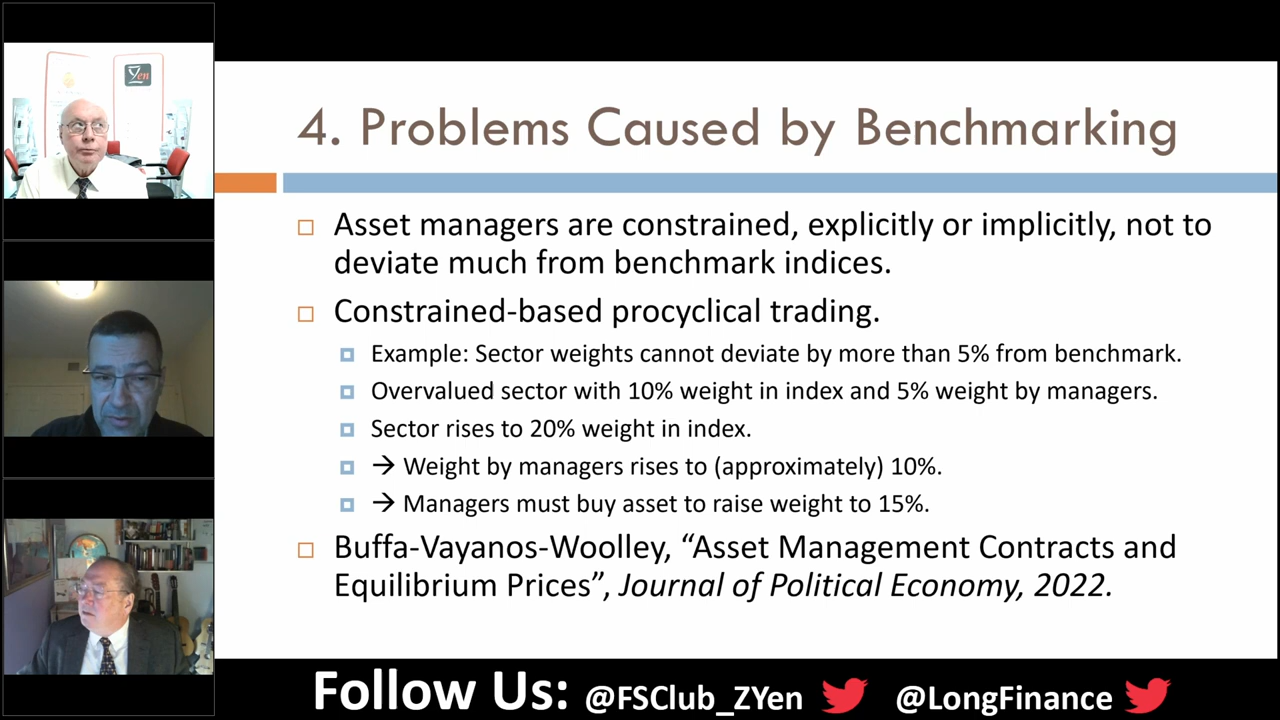 Zyen
4. Problems Caused by Benchmarking
Asset managers are constrained, explicitly or implicitly, not to
deviate much from benchmark indices.
Constrained-based procyclical trading.
Example: Sector weights cannot deviate by more than 5% from benchmark.
Overvalued sector with 10% weight in index and 5% weight by managers.
Sector rises to 20% weight in index.
→ Weight by managers rises to (approximately) 10%.
→ Managers must buy asset to raise weight to 15%.
Buffa-Vayanos-Woolley, “Asset Management Contracts and
Equilibrium Prices”, Journal of Political Economy, 2022.
Follow Us: @FSClub_ZYen @LongFinance